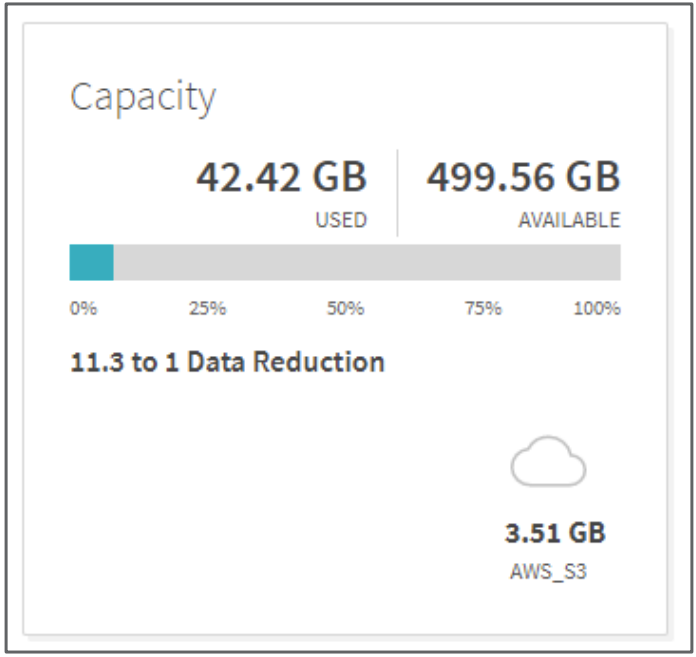 Capacity
42.42 GB 499.56 GB
USED AVAILABLE
0% 25% 50% 75% 100%
11.3 to 1 Data Reduction
3.51 GB
AWS_S3